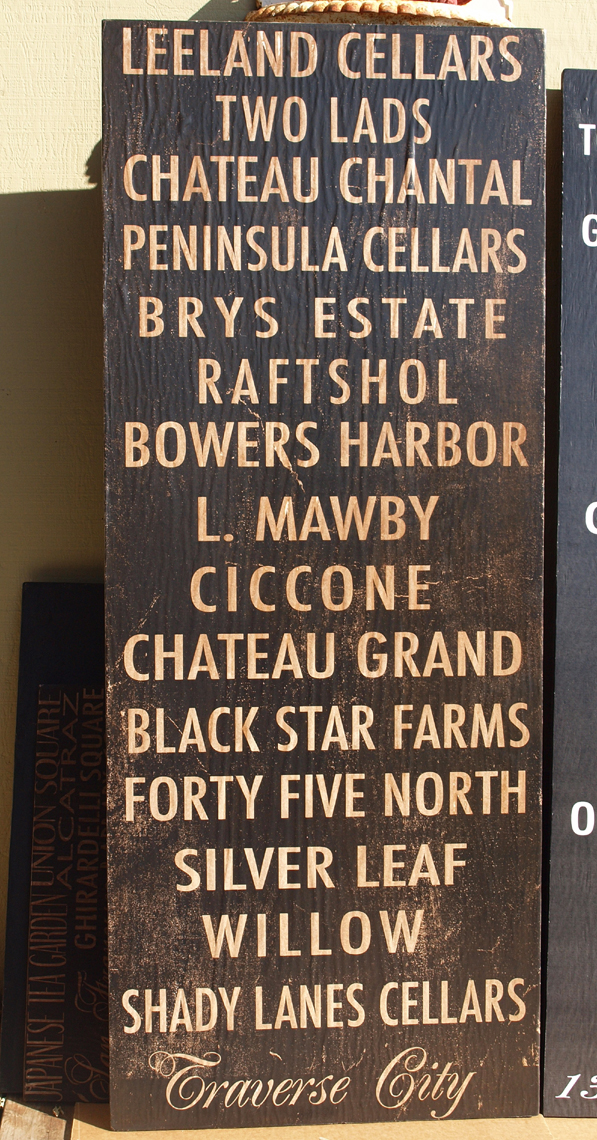 LEELAND CELLARS
TWO LADS
CHATEAU CHANTAL
PENINSULA CELLARS
BRYS ESTATE
RAFTSHOL
BOWERS HARBOR
L. MAWBY
CICCONE
CHATEAU GRAND
BLACK STAR FARMS
FORTY FIVE NORTH
SILVER LEAF
WILLOW
SHADY LANES CELLARS
Traverse City
JAPANESE TEA GARDEN UNION SQUARE
ALCATRAZ
GHIRARDELLI SQUARE